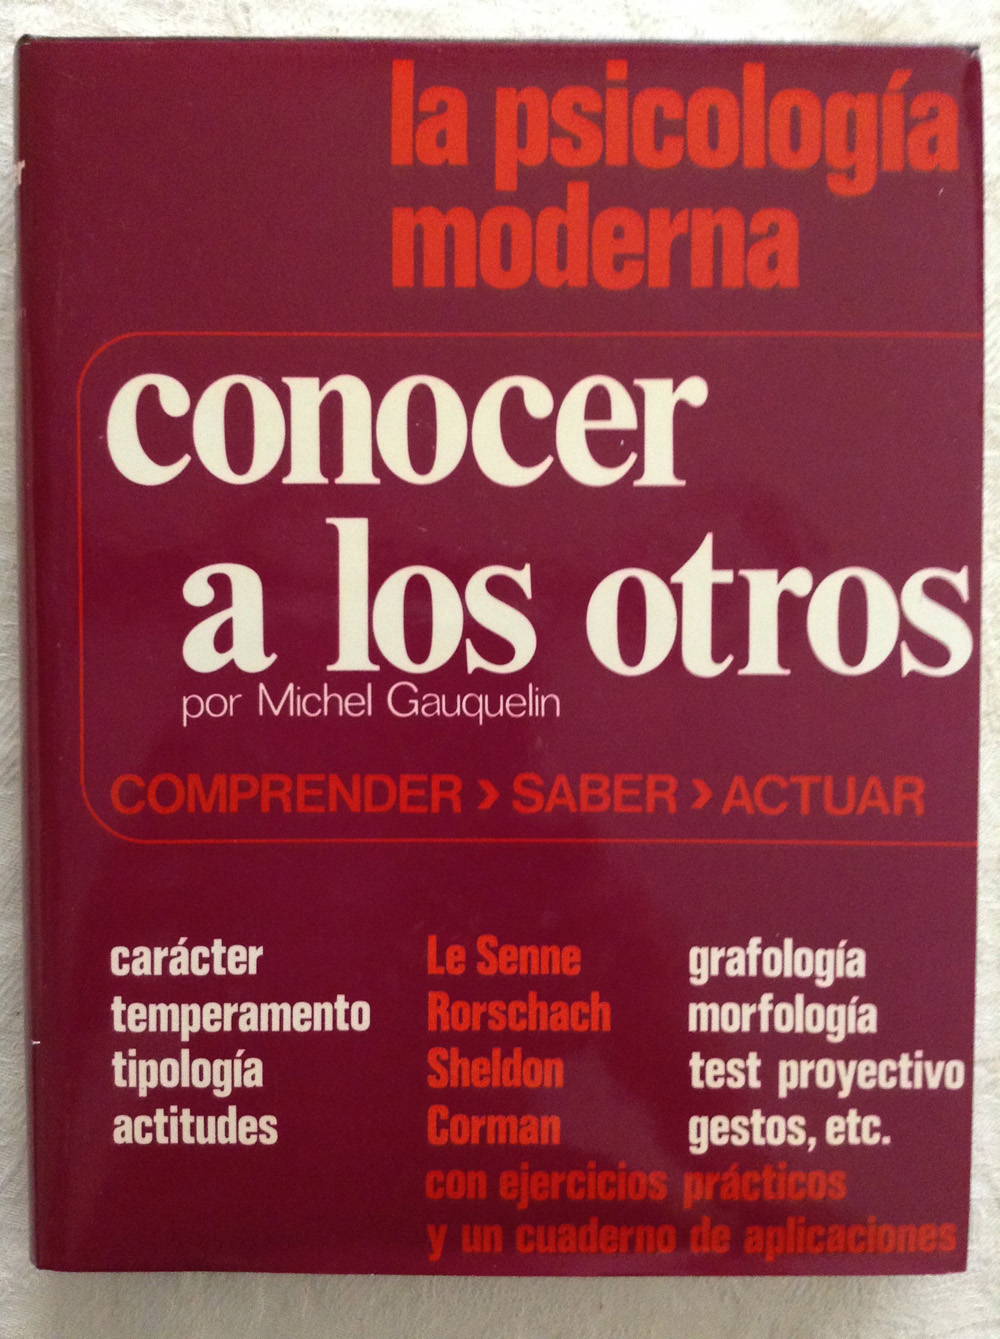 la psicología
moderna
conocer
a los otros
por Michel Gauquelin
COMPRENDER › SABER › ACTUAR
carácter
temperamento
tipología
actitudes
Le Senne
Rorschach
Sheldon
Corman
grafología
morfología
test proyectivo
gestos, etc.
con ejercicios prácticos
y un cuaderno de aplicaciones